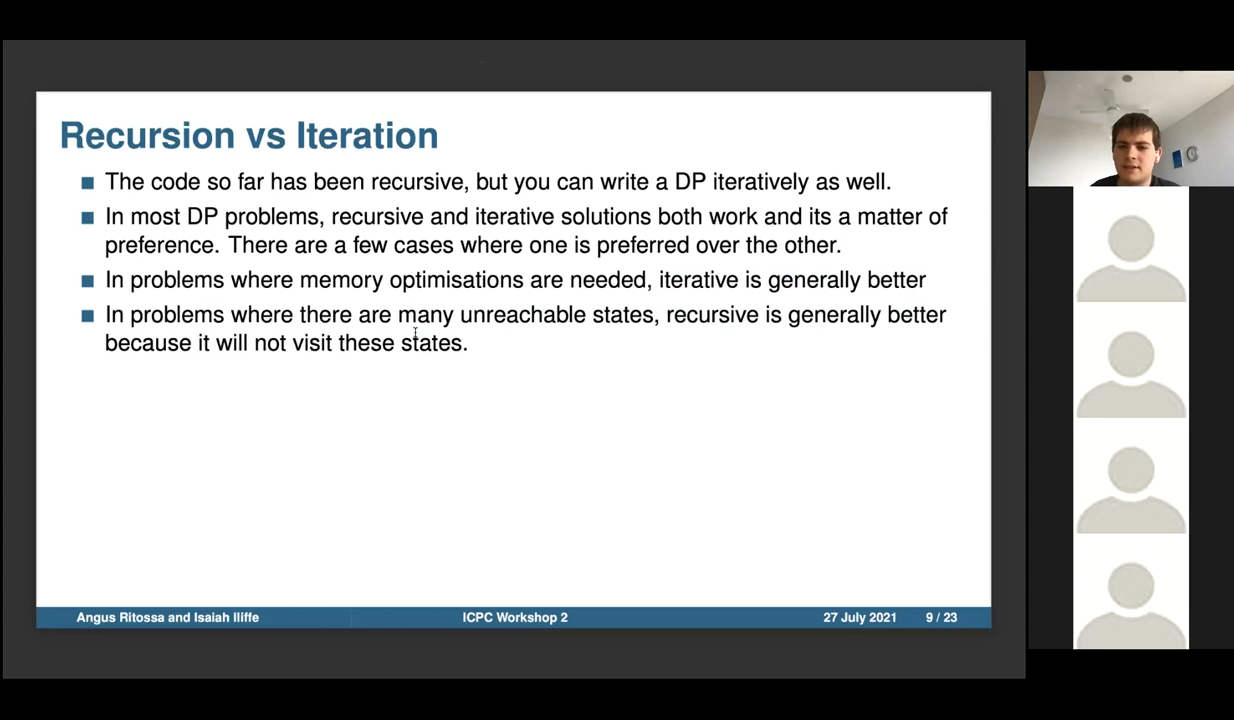 Recursion vs Iteration
The code so far has been recursive, but you can write a DP iteratively as well.
In most DP problems, recursive and iterative solutions both work and its a matter of
preference. There are a few cases where one is preferred over the other.
In problems where memory optimisations are needed, iterative is generally better
In problems where there are many unreachable states, recursive is generally better
because it will not visit these states.
Angus Ritossa and Isaiah Iliffe ICPC Workshop 2 27 July 2021 9 / 23